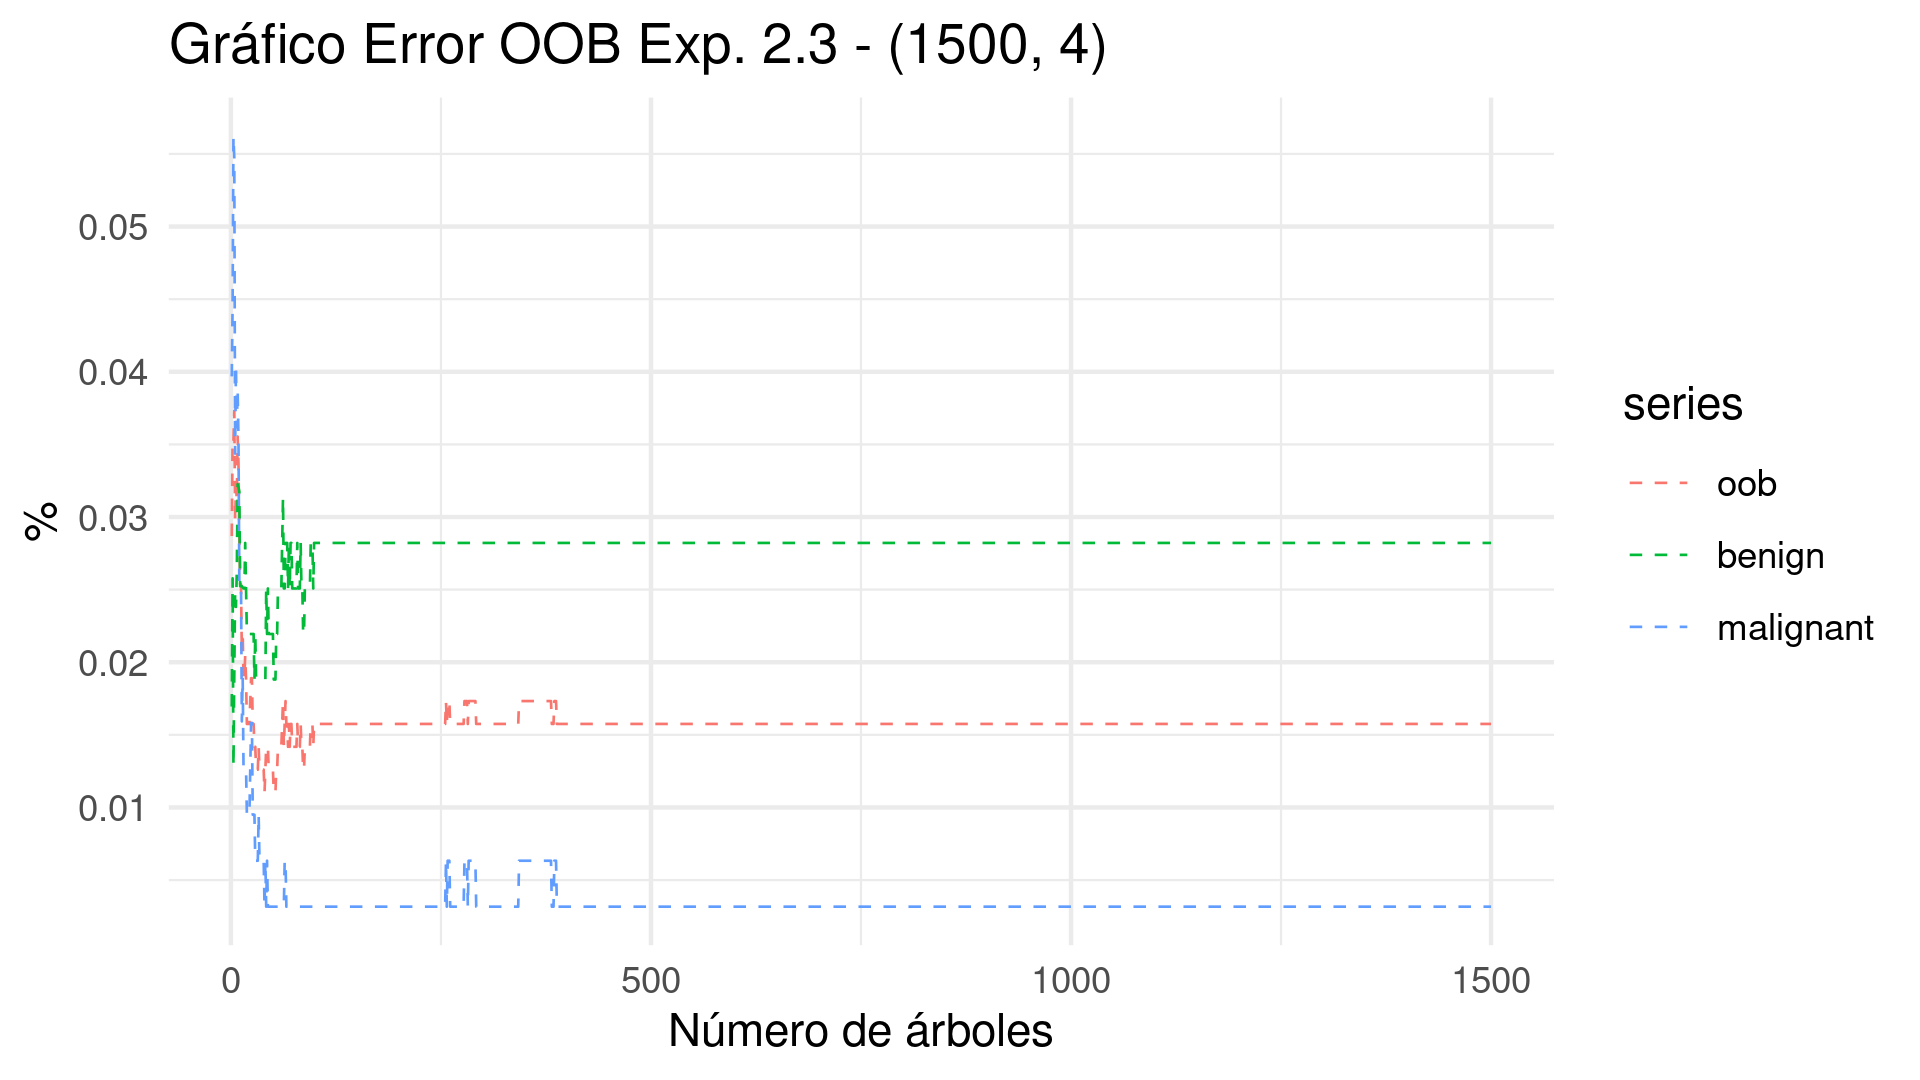 Gráfico Error OOB Exp. 2.3 - (1500, 4)
0.05
0.04
0.03
0.02
0.01
%
0 500 1000 1500
Número de árboles
series
oob
benign
malignant